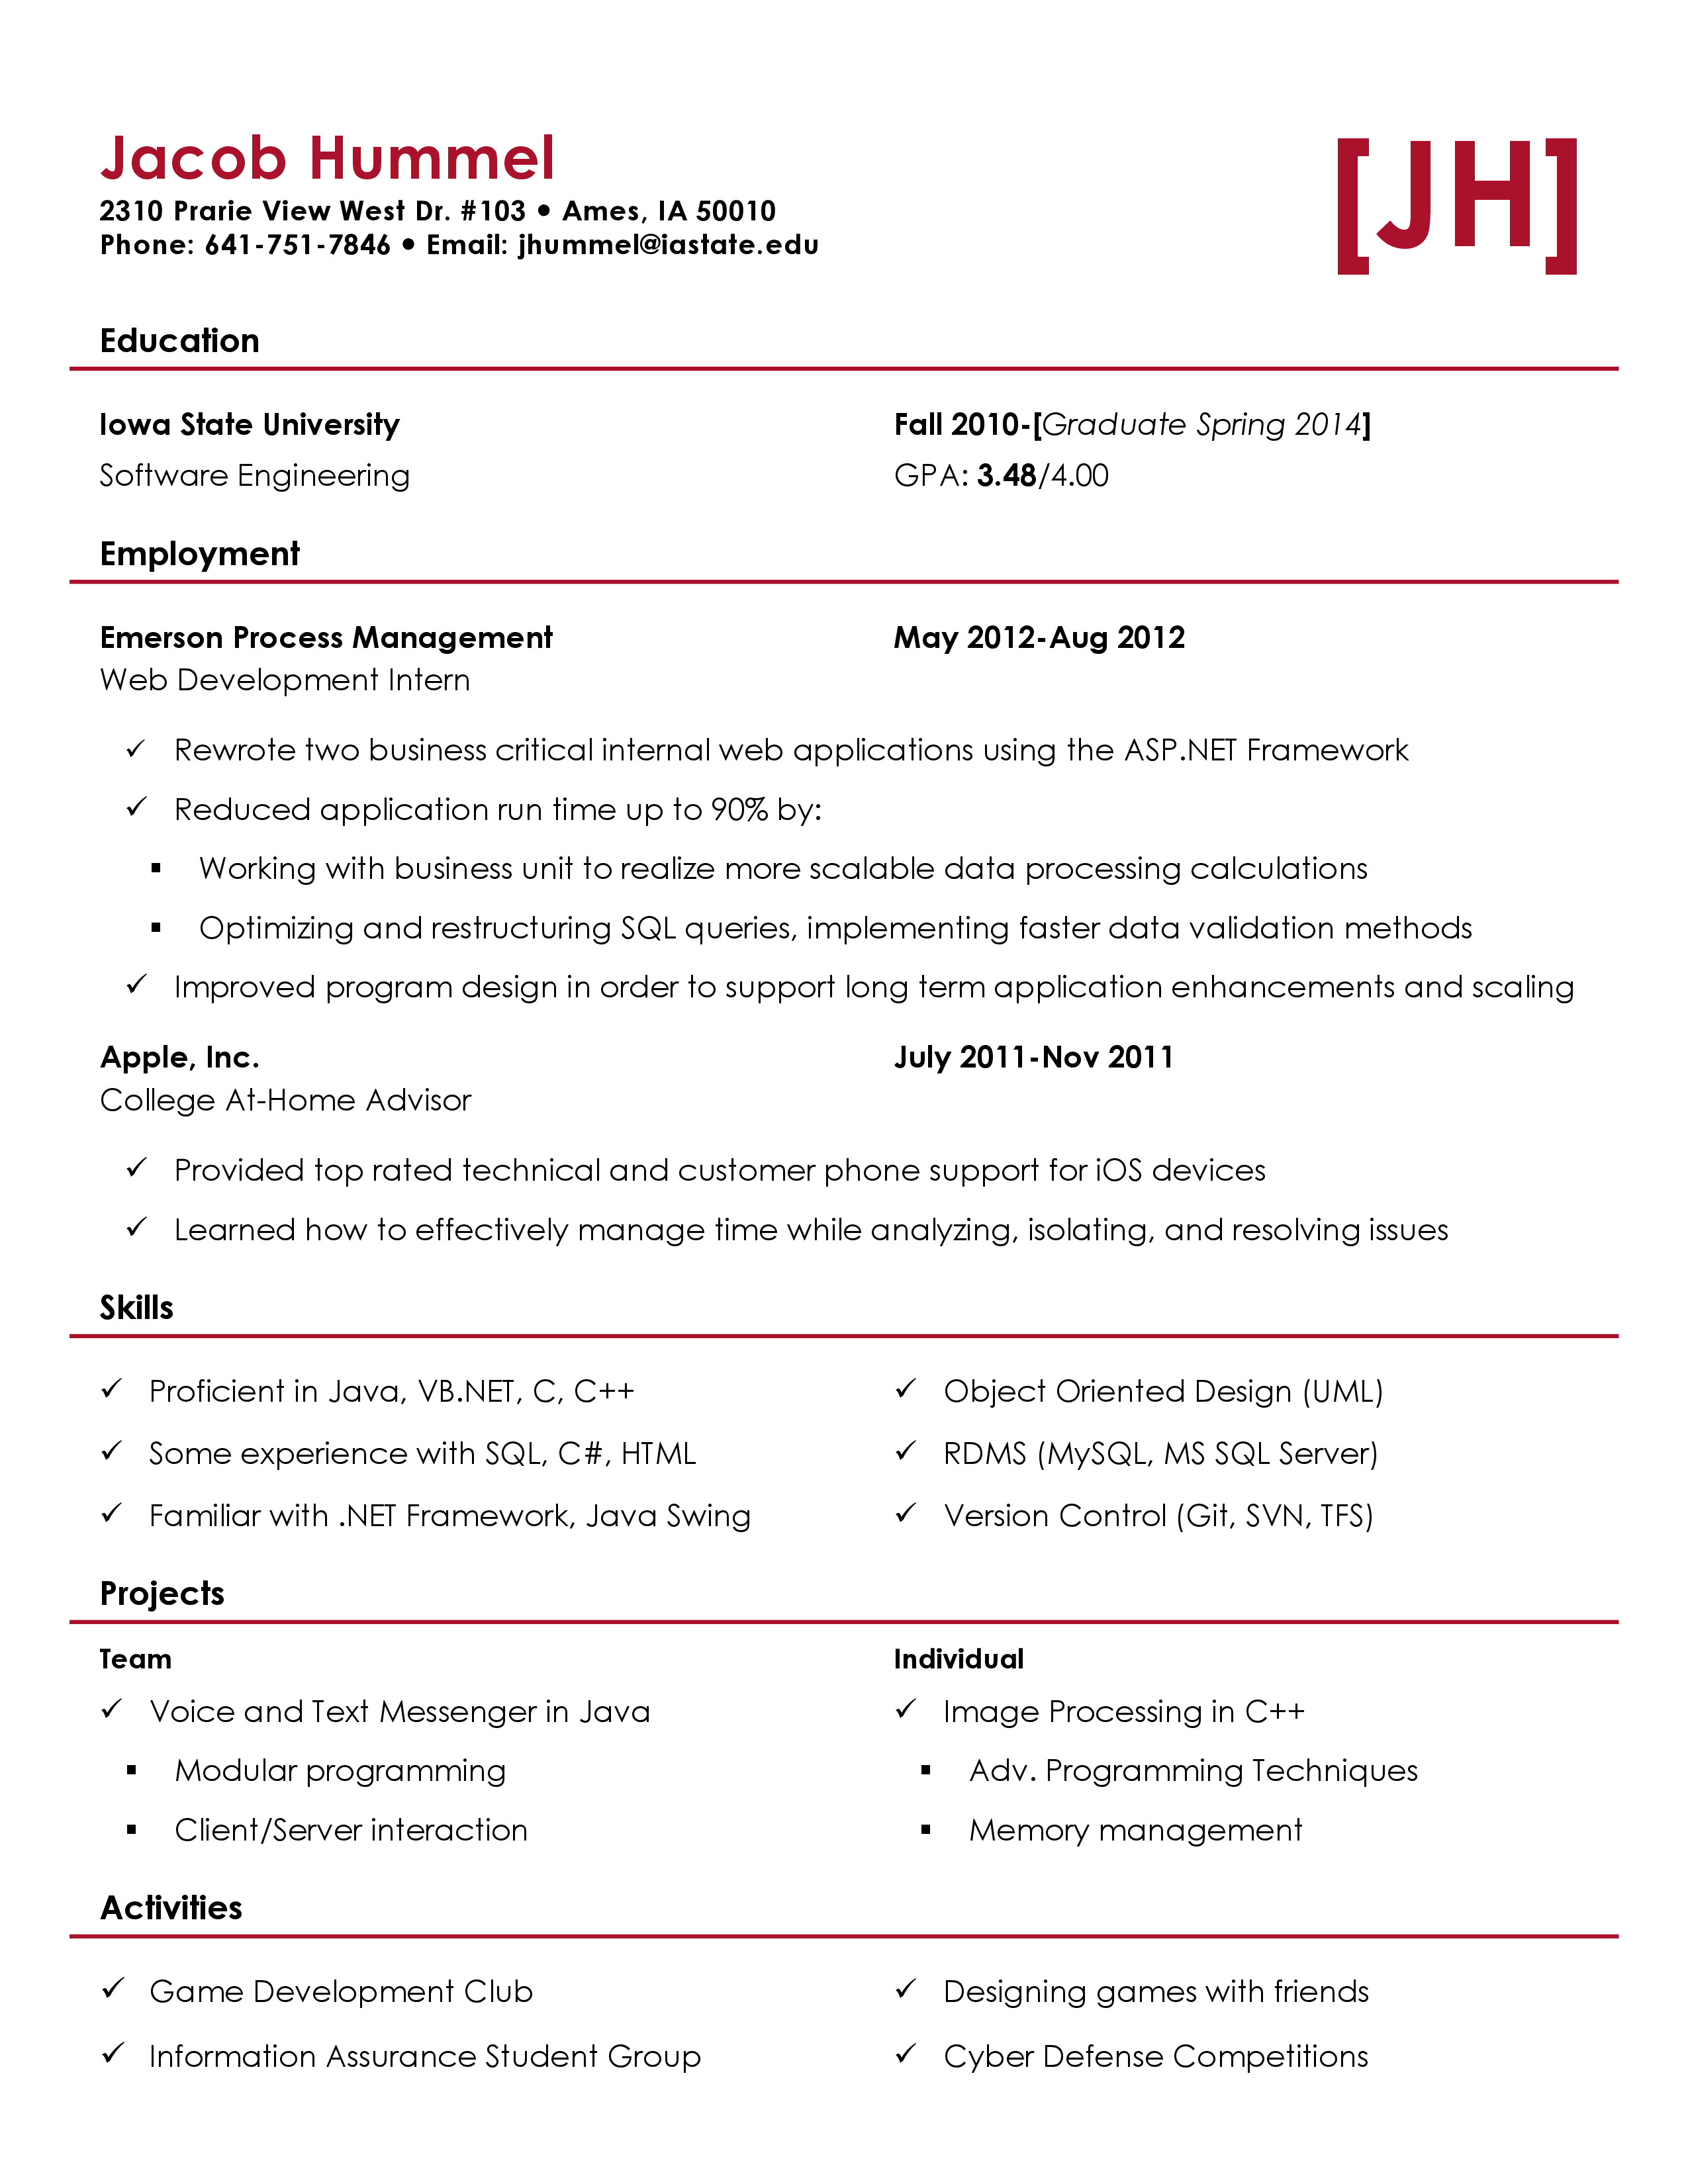 Jacob Hummel
[JH]
2310 Prarie View West Dr. #103 • Ames, IA 50010
Phone: 641-751-7846 • Email: jhummel@iastate.edu
Education
Iowa State University Fall 2010-[Graduate Spring 2014]
Software Engineering GPA: 3.48/4.00
Employment
Emerson Process Management May 2012-Aug 2012
Web Development Intern
✓ Rewrote two business critical internal web applications using the ASP.NET Framework
✓ Reduced application run time up to 90% by:
▪ Working with business unit to realize more scalable data processing calculations
▪ Optimizing and restructuring SQL queries, implementing faster data validation methods
✓ Improved program design in order to support long term application enhancements and scaling
Apple, Inc. July 2011-Nov 2011
College At-Home Advisor
✓ Provided top rated technical and customer phone support for iOS devices
✓ Learned how to effectively manage time while analyzing, isolating, and resolving issues
Skills
✓ Proficient in Java, VB.NET, C, C++
✓ Some experience with SQL, C#, HTML
✓ Familiar with .NET Framework, Java Swing
✓ Object Oriented Design (UML)
✓ RDMS (MySQL, MS SQL Server)
✓ Version Control (Git, SVN, TFS)
Projects
Team
✓ Voice and Text Messenger in Java
▪ Modular programming
▪ Client/Server interaction
Individual
✓ Image Processing in C++
▪ Adv. Programming Techniques
▪ Memory management
Activities
✓ Game Development Club
✓ Information Assurance Student Group
✓ Designing games with friends
✓ Cyber Defense Competitions